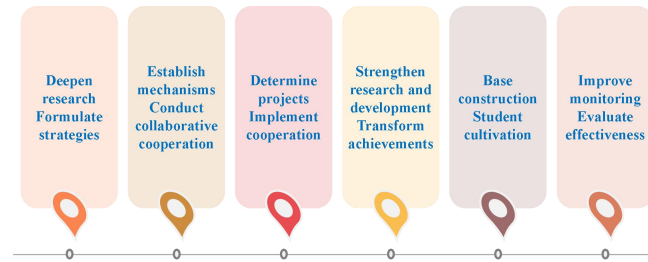 Deepen
research
Formulate
strategies
Establish
mechanisms
Conduct
collaborative
cooperation
Determine
projects
Implement
cooperation
Strengthen
research and
development
Transform
achievements
Base
construction
Student
cultivation
Improve
monitoring
Evaluate
effectiveness